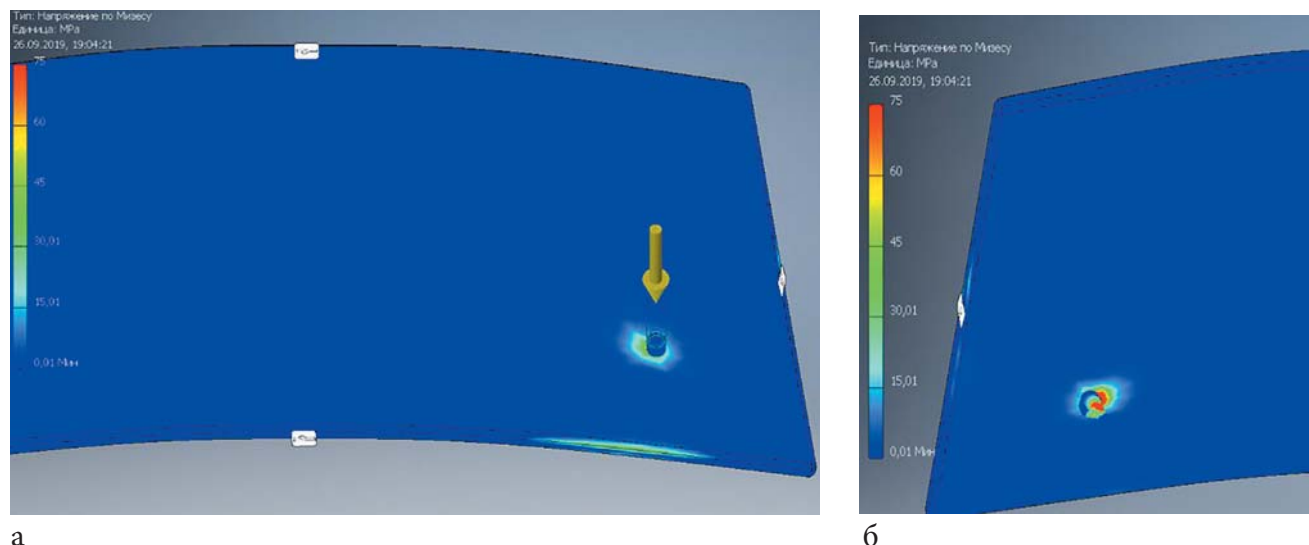 Тип: Напряжение по Мизесу
Единица: MPa
26.09.2019, 19:04:21
75
60
45
30,01
15,01
0,01 Мин
а
Тип: Напряжение по Мизесу
Единица: MPa
26.09.2019, 19:04:21
75
60
45
30,01
15,01
0,01 Мин
б